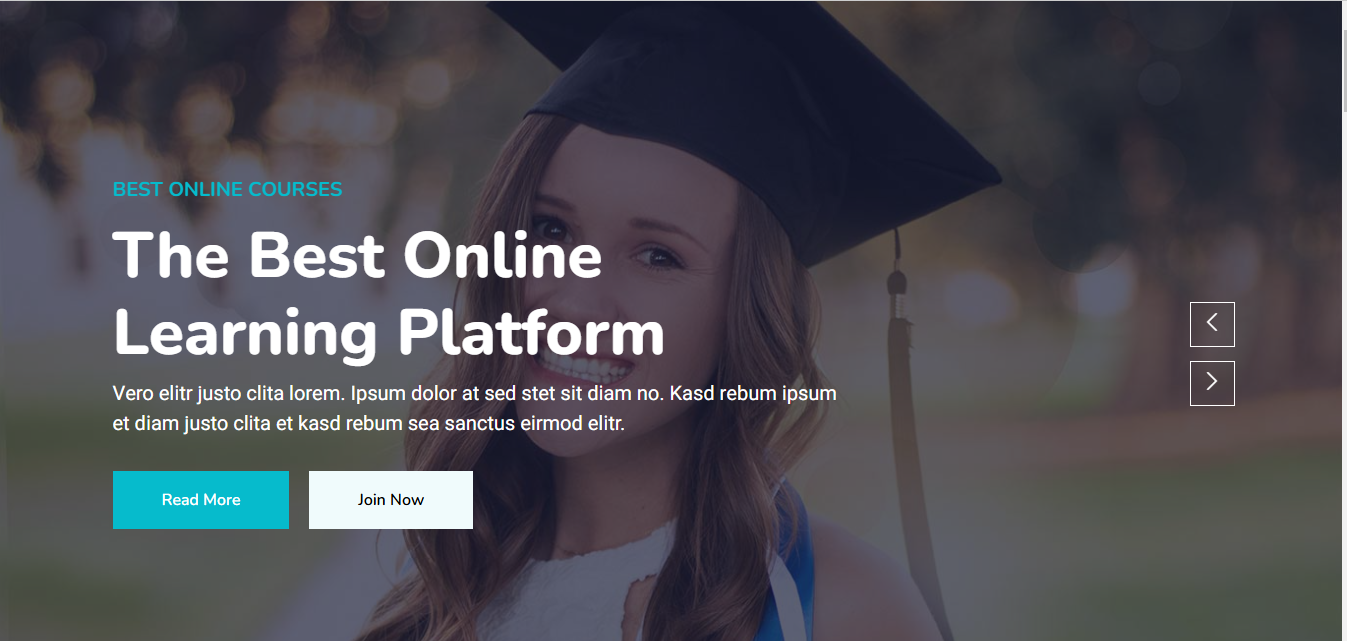 BEST ONLINE COURSES
The Best Online
Learning Platform
Vero elitr justo clita lorem. Ipsum dolor at sed stet sit diam no. Kasd rebum ipsum
et diam justo clita et kasd rebum sea sanctus eirmod elitr.
Read More
Join Now